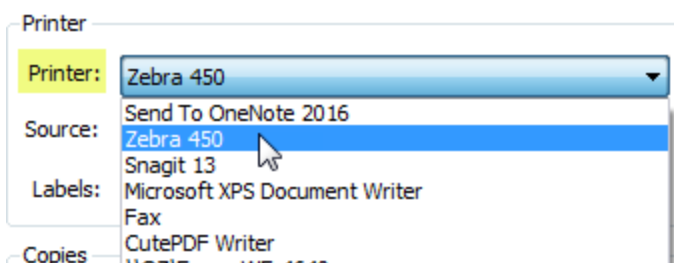 Printer
Printer: Zebra 450
Send To OneNote 2016
Source:
Zebra 450
Snagit 13
Labels:
Microsoft XPS Document Writer
Fax
CutePDF Writer
Copies